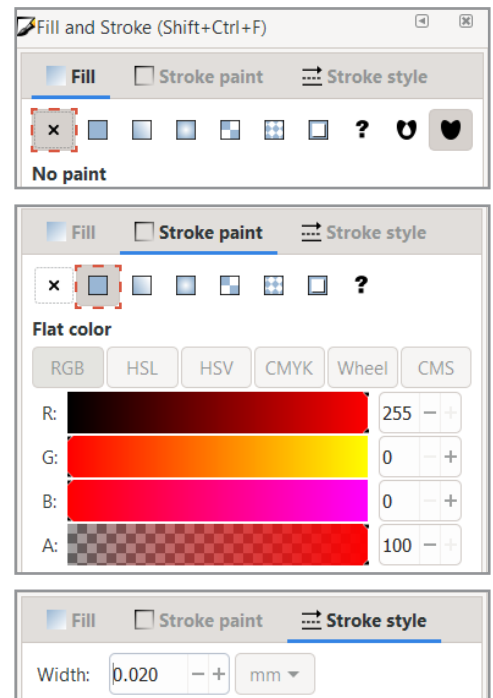 Fill and Stroke (Shift+Ctrl+F)
Fill Stroke paint Stroke style
?
No paint
Fill Stroke paint Stroke style
?
Flat color
RGB HSL HSV CMYK Wheel CMS
R: 255 − +
G: 0 − +
B: 0 − +
A: 100 − +
Fill Stroke paint Stroke style
Width: 0.020 − + mm